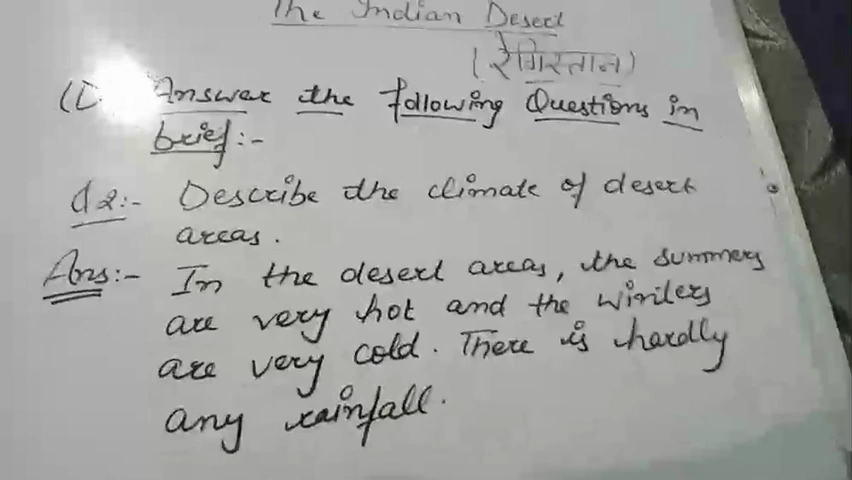 The Indian Desert
(रेगिस्तान)
Answer the following Questions in
brief:-
Q2:- Describe the climate of desert
areas.
Ans:- In the desert areas, the summers
are very hot and the winters
are very cold. There is hardly
any rainfall.